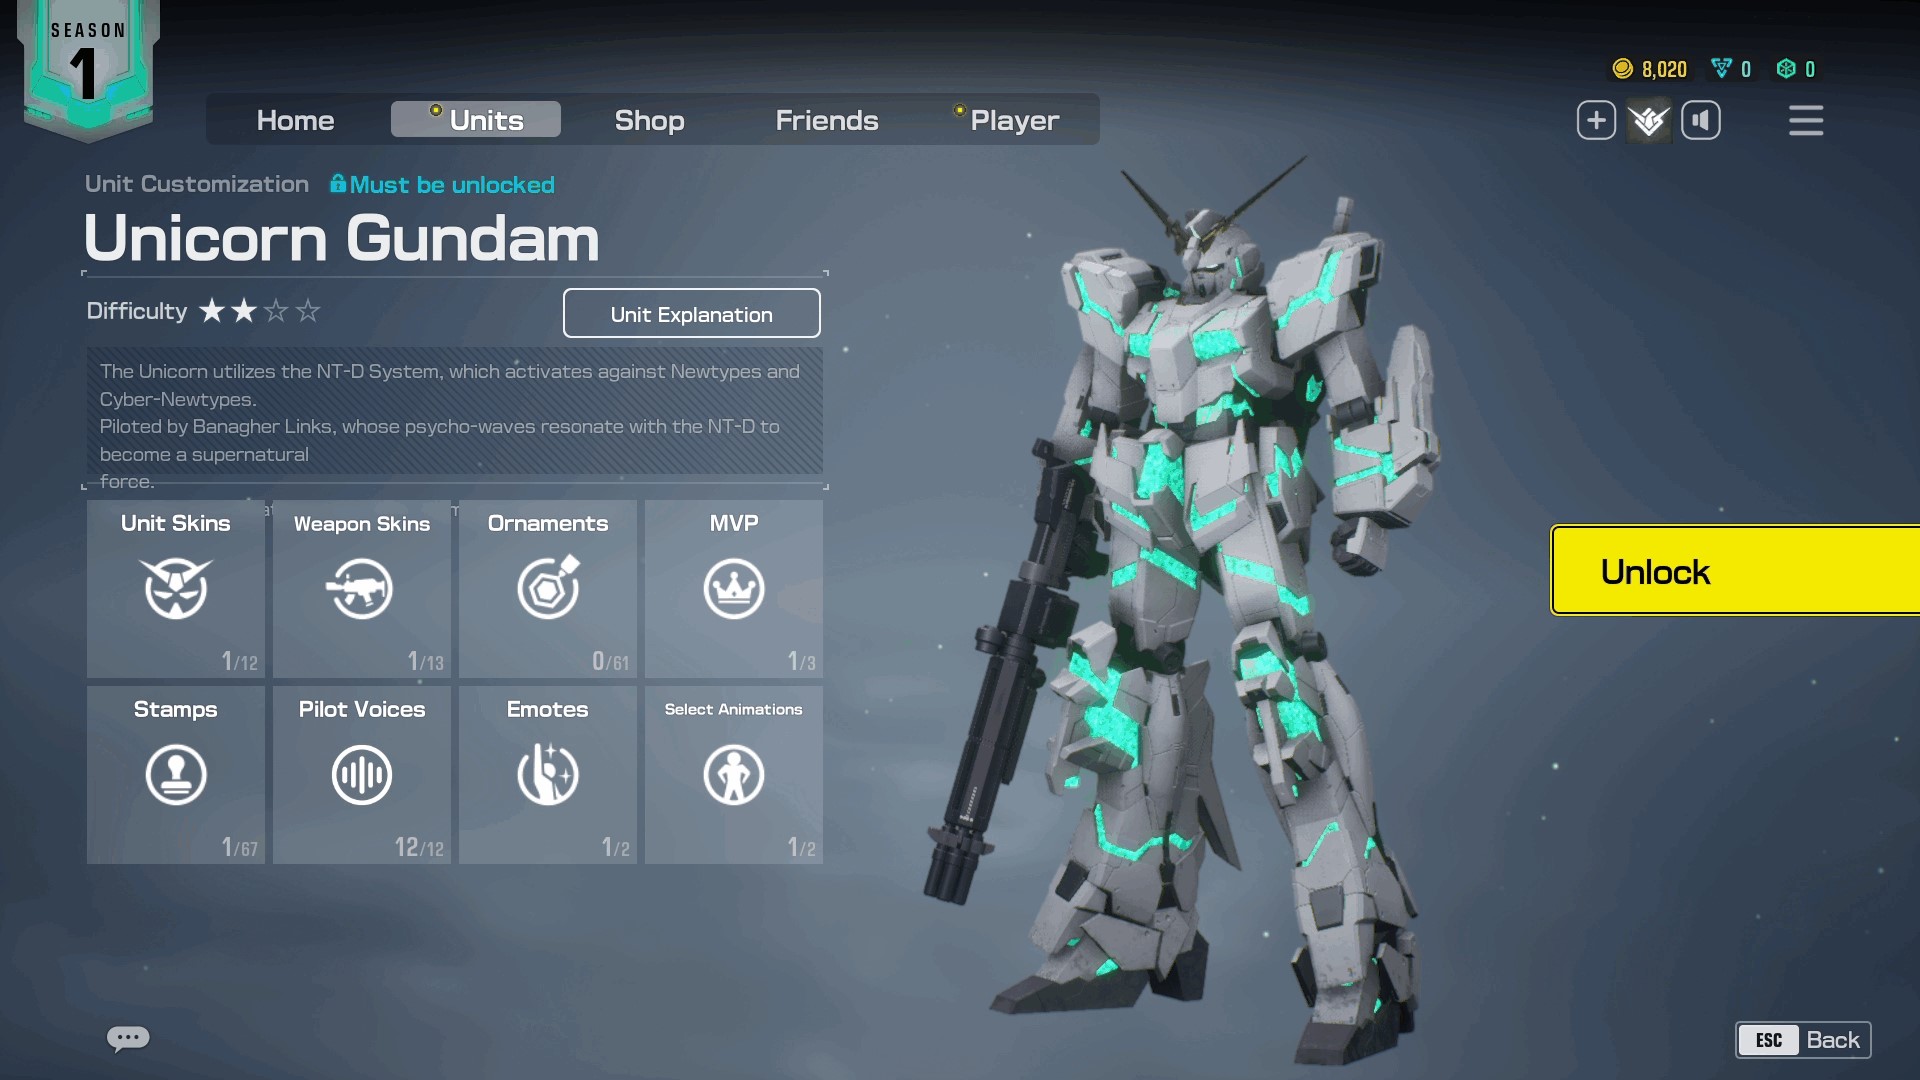 SEASON
1
8,020
0
0
Home
Units
Shop
Friends
Player
Unit Customization
Must be unlocked
Unicorn Gundam
Difficulty
Unit Explanation
The Unicorn utilizes the NT-D System, which activates against Newtypes and
Cyber-Newtypes.
Piloted by Banagher Links, whose psycho-waves resonate with the NT-D to
become a supernatural
force.
Unit Skins
1/12
Weapon Skins
1/13
Ornaments
0/61
MVP
1/3
Stamps
1/67
Pilot Voices
12/12
Emotes
1/2
Select Animations
1/2
Unlock
ESC Back